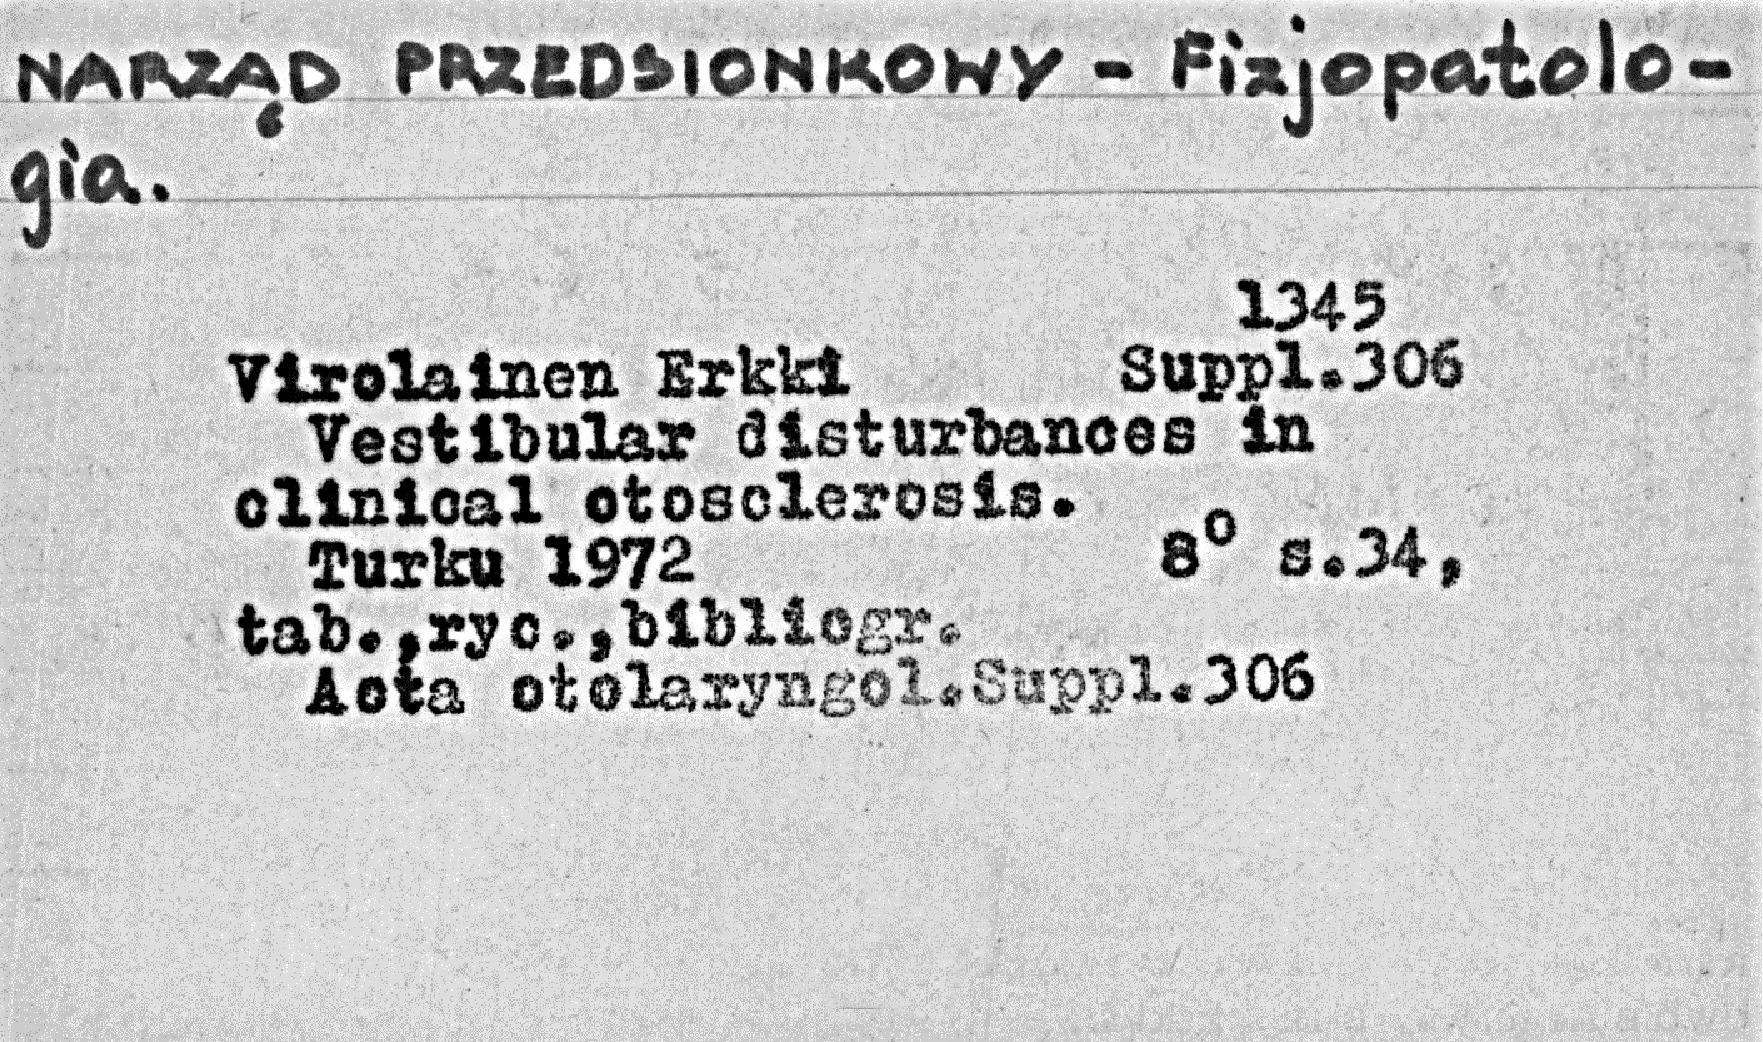 NARZĄD PRZEDSIONKOWY - Fizjopatolo-
gia.
1345
Virolainen Erkki Suppl.306
Vestibular disturbances in
clinical otosclerosis.
Turku 1972 8° s.34,
tab.,ryc.,bibliogr.
Acta otolaryngol.Suppl.306